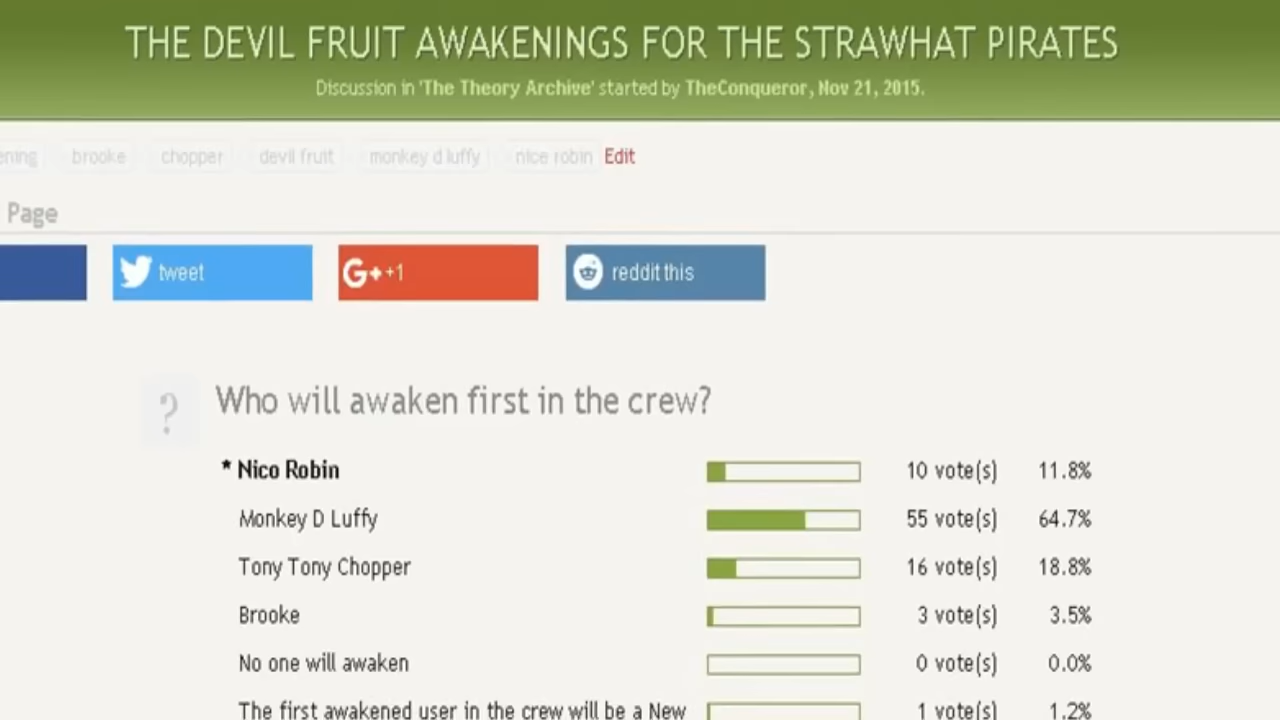 THE DEVIL FRUIT AWAKENINGS FOR THE STRAWHAT PIRATES
Discussion in 'The Theory Archive' started by TheConqueror, Nov 21, 2015.
ening brooke chopper devil fruit monkey d luffy nice robin Edit
Page
tweet G+ +1 reddit this
? Who will awaken first in the crew?
* Nico Robin 10 vote(s) 11.8%
Monkey D Luffy 55 vote(s) 64.7%
Tony Tony Chopper 16 vote(s) 18.8%
Brooke 3 vote(s) 3.5%
No one will awaken 0 vote(s) 0.0%
The first awakened user in the crew will be a New 1 vote(s) 1.2%